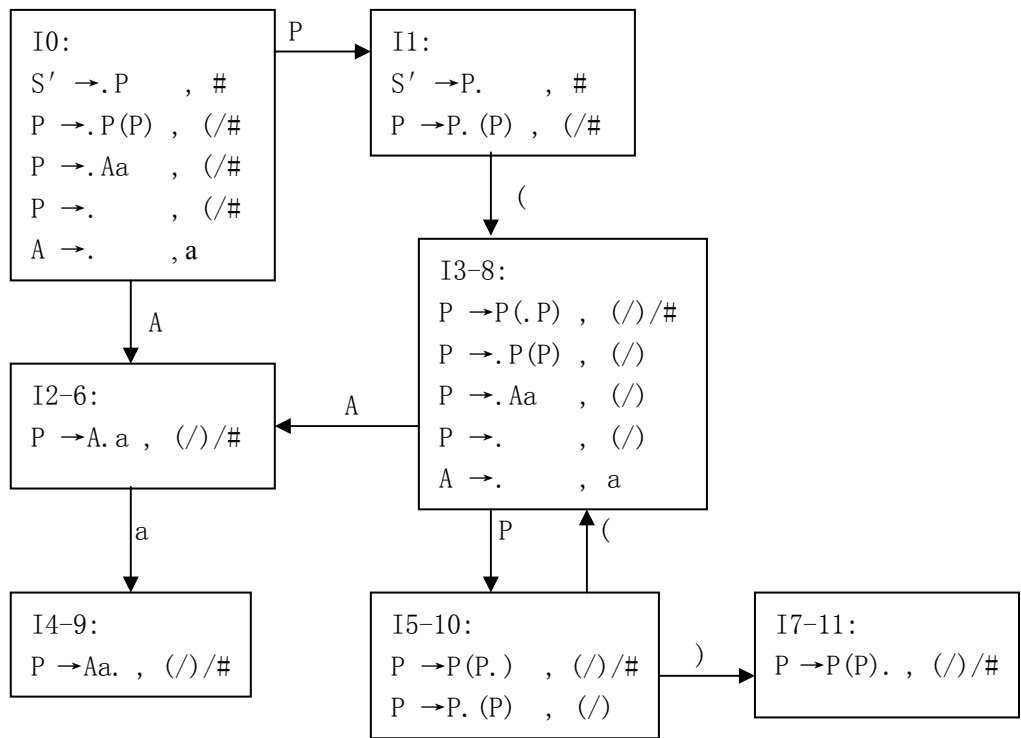 I0:
S′ →.P , #
P →.P(P) , (/#
P →.Aa , (/#
P →. , (/#
A →. ,a
P
I1:
S′ →P. , #
P →P.(P) , (/#
(
A
I3-8:
P →P(.P) , (/)/#
P →.P(P) , (/)
P →.Aa , (/)
P →. , (/)
A →. , a
I2-6:
P →A.a , (/)/#
A
a
P
(
I4-9:
P →Aa. , (/)/#
I5-10:
P →P(P.) , (/)/#
P →P.(P) , (/)
)
I7-11:
P →P(P). , (/)/#